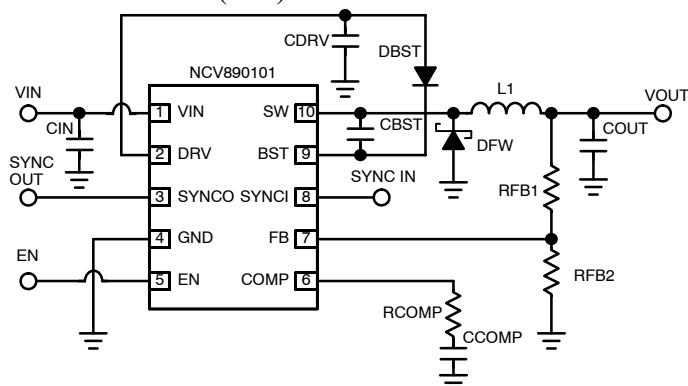 CDRV
DBST
NCV890101
L1
VIN
VOUT
1 VIN
SW 10
CIN
CBST
COUT
2 DRV
BST 9
DFW
SYNC
OUT
SYNC IN
RFB1
3 SYNCO
SYNCI 8
4 GND
FB 7
EN
RFB2
5 EN
COMP 6
RCOMP
CCOMP